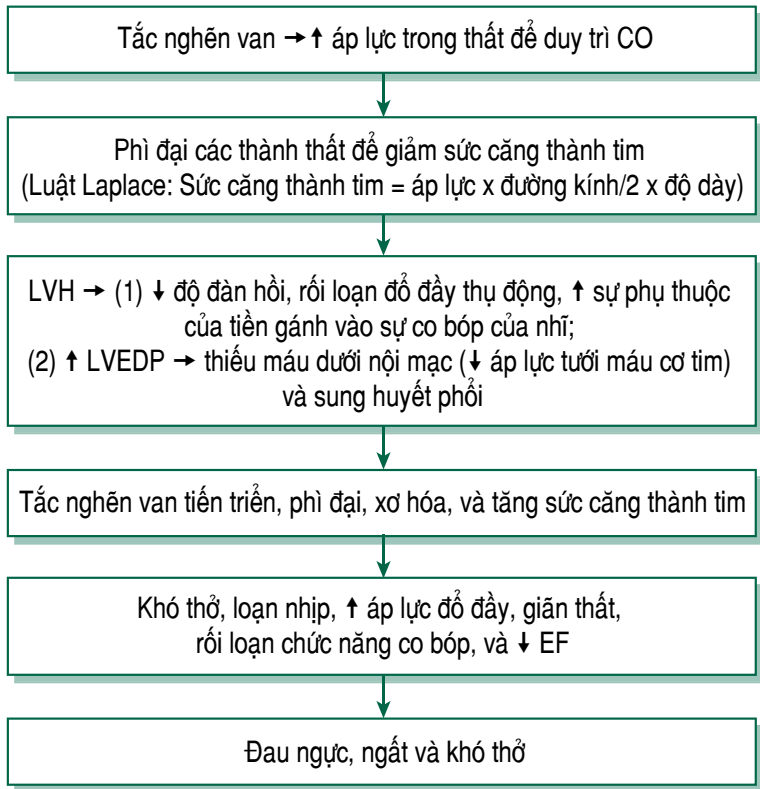 Tắc nghẽn van →↑ áp lực trong thất để duy trì CO
Phì đại các thành thất để giảm sức căng thành tim
(Luật Laplace: Sức căng thành tim = áp lực x đường kính/2 x độ dày)
LVH → (1) ↓ độ đàn hồi, rối loạn đổ đầy thụ động, ↑ sự phụ thuộc
của tiền gánh vào sự co bóp của nhĩ;
(2) ↑ LVEDP → thiếu máu dưới nội mạc (↓ áp lực tưới máu cơ tim)
và sung huyết phổi
Tắc nghẽn van tiến triển, phì đại, xơ hóa, và tăng sức căng thành tim
Khó thở, loạn nhịp, ↑ áp lực đổ đầy, giãn thất,
rối loạn chức năng co bóp, và ↓ EF
Đau ngực, ngất và khó thở